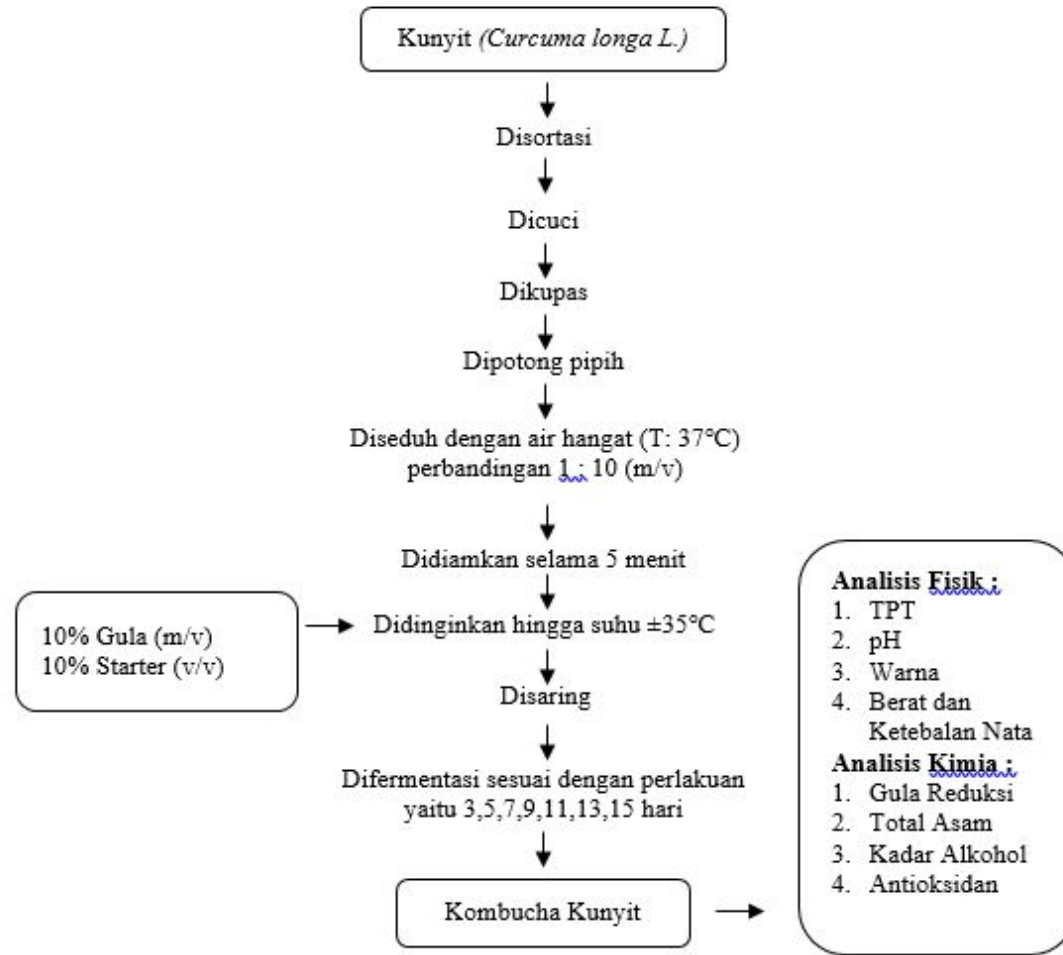 Kunyit (Curcuma longa L.)
Disortasi
Dicuci
Dikupas
Dipotong pipih
Diseduh dengan air hangat (T: 37°C)
perbandingan 1 : 10 (m/v)
Didiamkan selama 5 menit
10% Gula (m/v)
10% Starter (v/v)
Didinginkan hingga suhu ±35°C
Disaring
Difermentasi sesuai dengan perlakuan
yaitu 3,5,7,9,11,13,15 hari
Kombucha Kunyit
Analisis Fisik :
1. TPT
2. pH
3. Warna
4. Berat dan
Ketebalan Nata
Analisis Kimia :
1. Gula Reduksi
2. Total Asam
3. Kadar Alkohol
4. Antioksidan